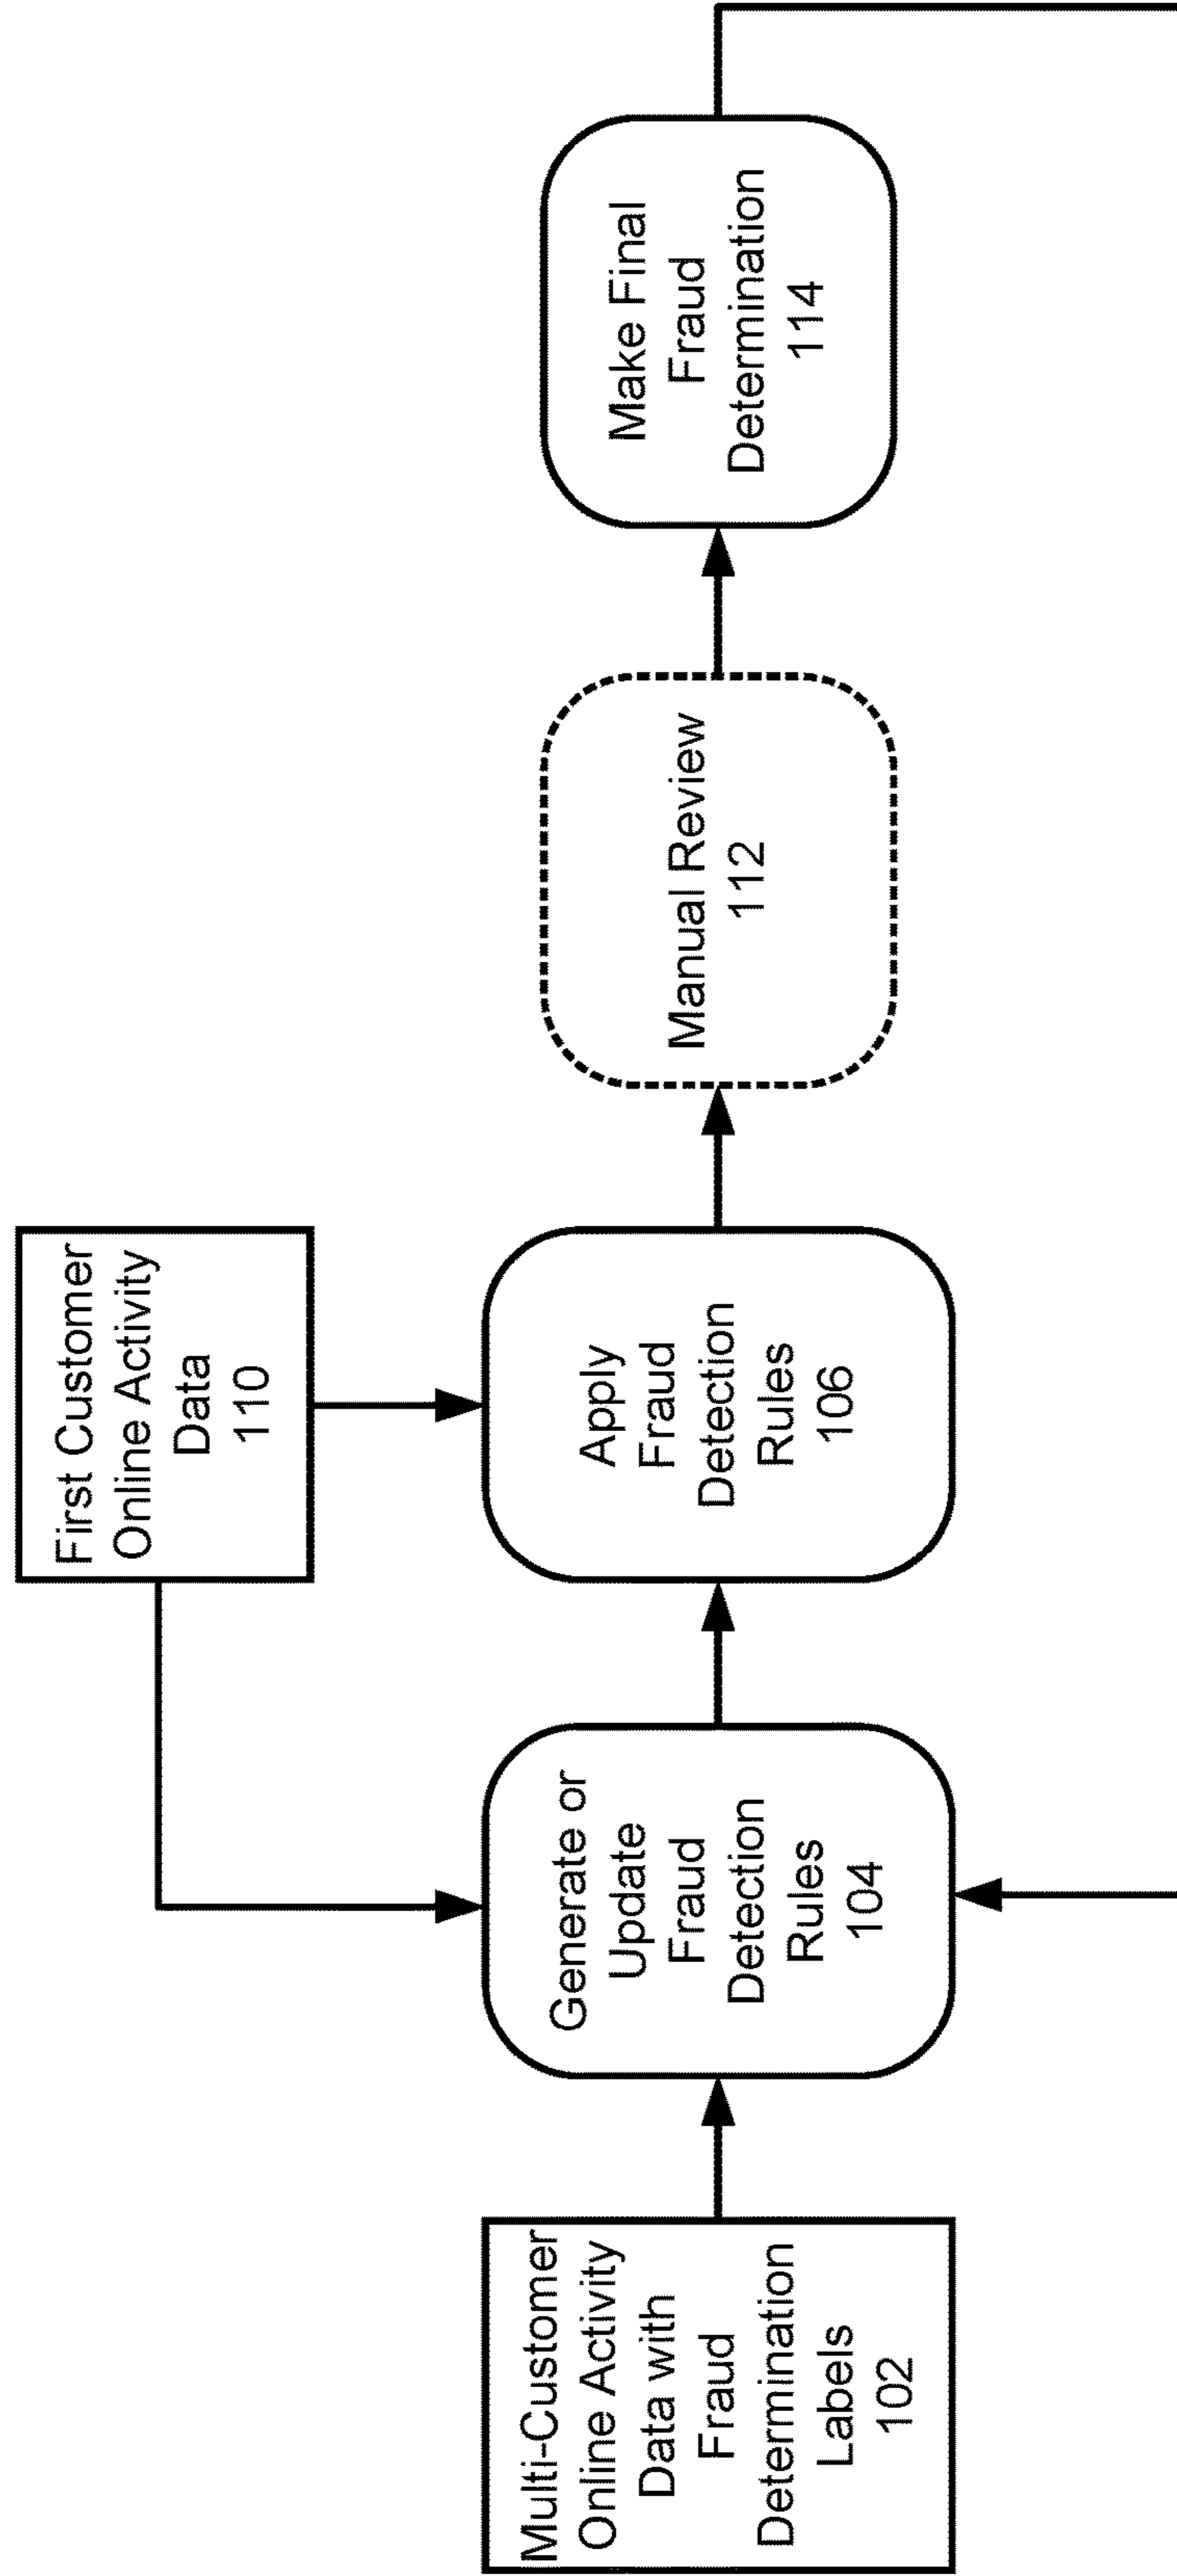 First Customer
Online Activity
Data
110
Multi-Customer
Online Activity
Data with
Fraud
Determination
Labels
102
Generate or
Update
Fraud
Detection
Rules
104
Apply
Fraud
Detection
Rules
106
Manual Review
112
Make Final
Fraud
Determination
114